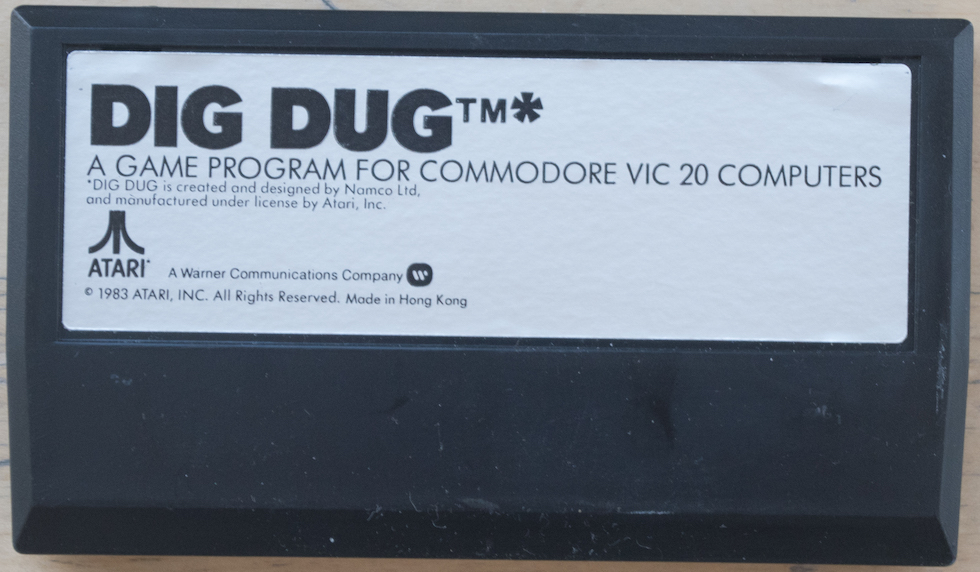 DIG DUG™*
A GAME PROGRAM FOR COMMODORE VIC 20 COMPUTERS
*DIG DUG is created and designed by Namco Ltd,
and manufactured under license by Atari, Inc.
ATARI®
A Warner Communications Company
© 1983 ATARI, INC. All Rights Reserved. Made in Hong Kong